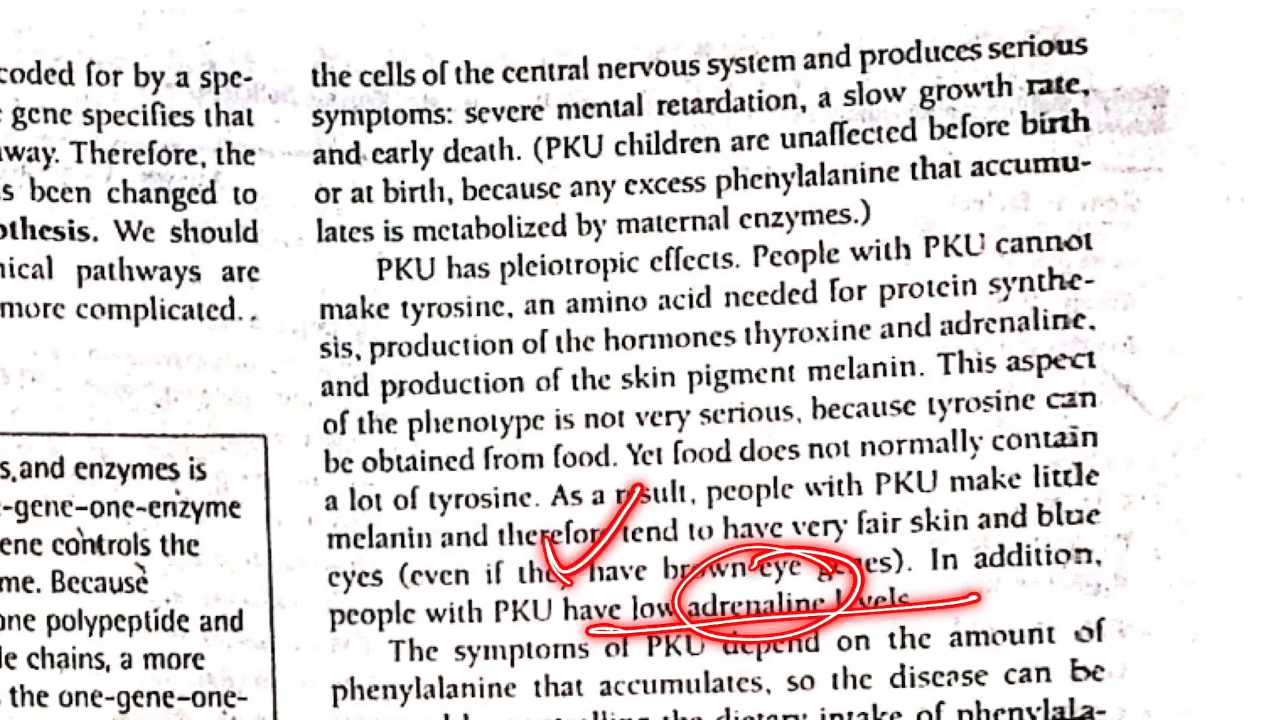 coded for by a spe-
gene specifies that
way. Therefore, the
s been changed to
othesis. We should
nical pathways are
more complicated.
s, and enzymes is
-gene–one-enzyme
ene controls the
me. Because
one polypeptide and
le chains, a more
s the one-gene–one-
the cells of the central nervous system and produces serious
symptoms: severe mental retardation, a slow growth rate,
and early death. (PKU children are unaffected before birth
or at birth, because any excess phenylalanine that accumu-
lates is metabolized by maternal enzymes.)
PKU has pleiotropic effects. People with PKU cannot
make tyrosine, an amino acid needed for protein synthe-
sis, production of the hormones thyroxine and adrenaline,
and production of the skin pigment melanin. This aspect
of the phenotype is not very serious, because tyrosine can
be obtained from food. Yet food does not normally contain
a lot of tyrosine. As a result, people with PKU make little
melanin and therefore tend to have very fair skin and blue
eyes (even if they have brown-eye genes). In addition,
people with PKU have low adrenaline levels.
The symptoms of PKU depend on the amount of
phenylalanine that accumulates, so the disease can be
controlling the dietary intake of phenylala-